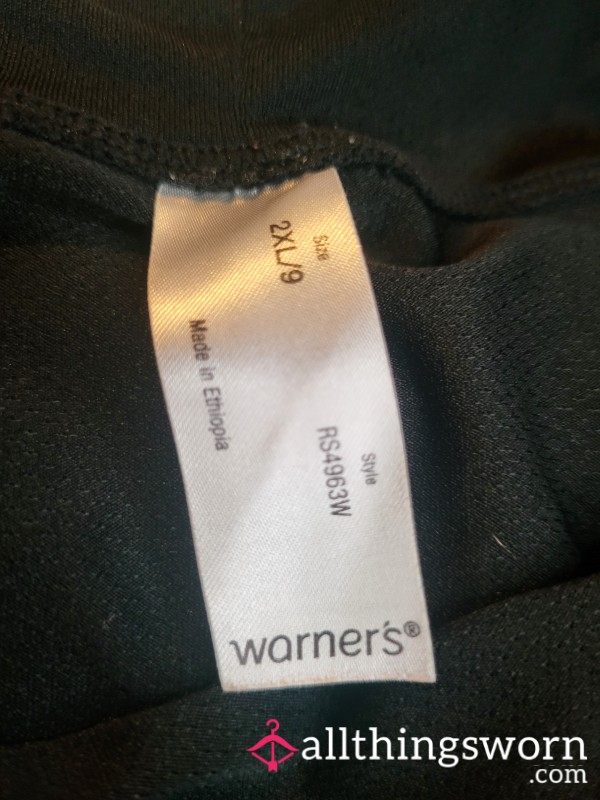 Size
2XL/9
Made in Ethiopia
Style
RS4963W
warner's®
allthingsworn
.com